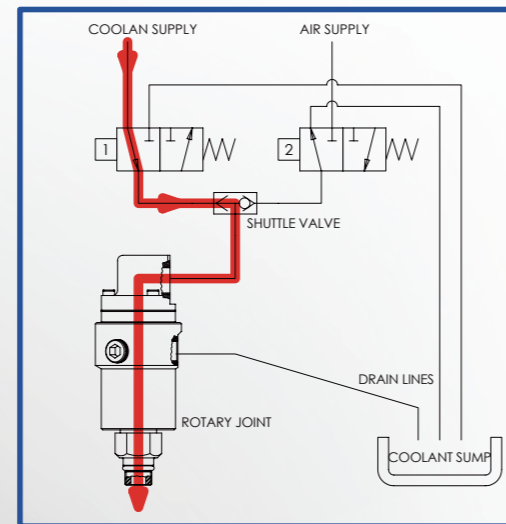 COOLAN SUPPLY
AIR SUPPLY
1
2
SHUTTLE VALVE
DRAIN LINES
ROTARY JOINT
COOLANT SUMP